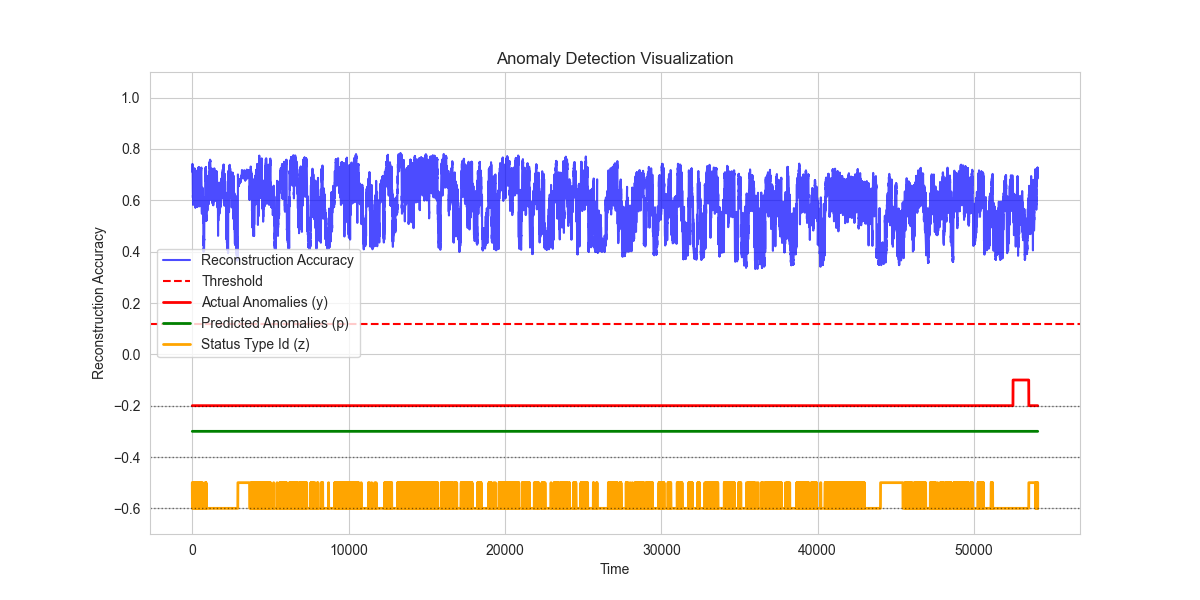 Anomaly Detection Visualization
1.0
0.8
0.6
0.4
0.2
0.0
−0.2
−0.4
−0.6
Reconstruction Accuracy
Reconstruction Accuracy
Threshold
Actual Anomalies (y)
Predicted Anomalies (p)
Status Type Id (z)
0 10000 20000 30000 40000 50000
Time